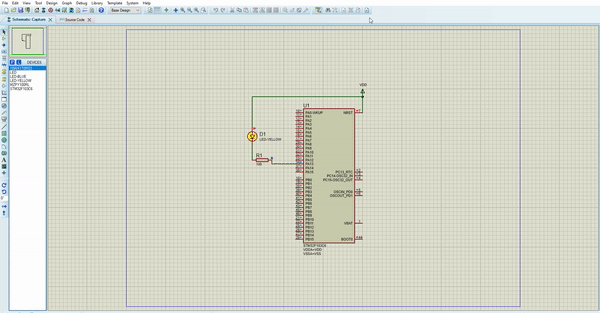 File Edit View Tool Design Graph Debug Library Template System Help
Base Design
Schematic Capture
Source Code
P L DEVICES
LED
LED-BLUE
LED-YELLOW
STM32F103C6
VDD
U1
PA0-WKUP
NRST
PA1
PA2
PA3
PA4
PA5
PA6
PA7
PA8
PA9
PA10
PA11
PA12
PA13
PA14
PA15
D1
LED-YELLOW
R1
10k
PC13_RTC
PC14-OSC32_IN
PC15-OSC32_OUT
PB0
PB1
PB2
PB3
PB4
PB5
PB6
PB7
PB8
PB9
PB10
PB11
PB12
PB13
PB14
PB15
OSCIN_PD0
OSCOUT_PD1
VBAT
BOOT0
STM32F103C6
VDDA=VDD
VSSA=VSS